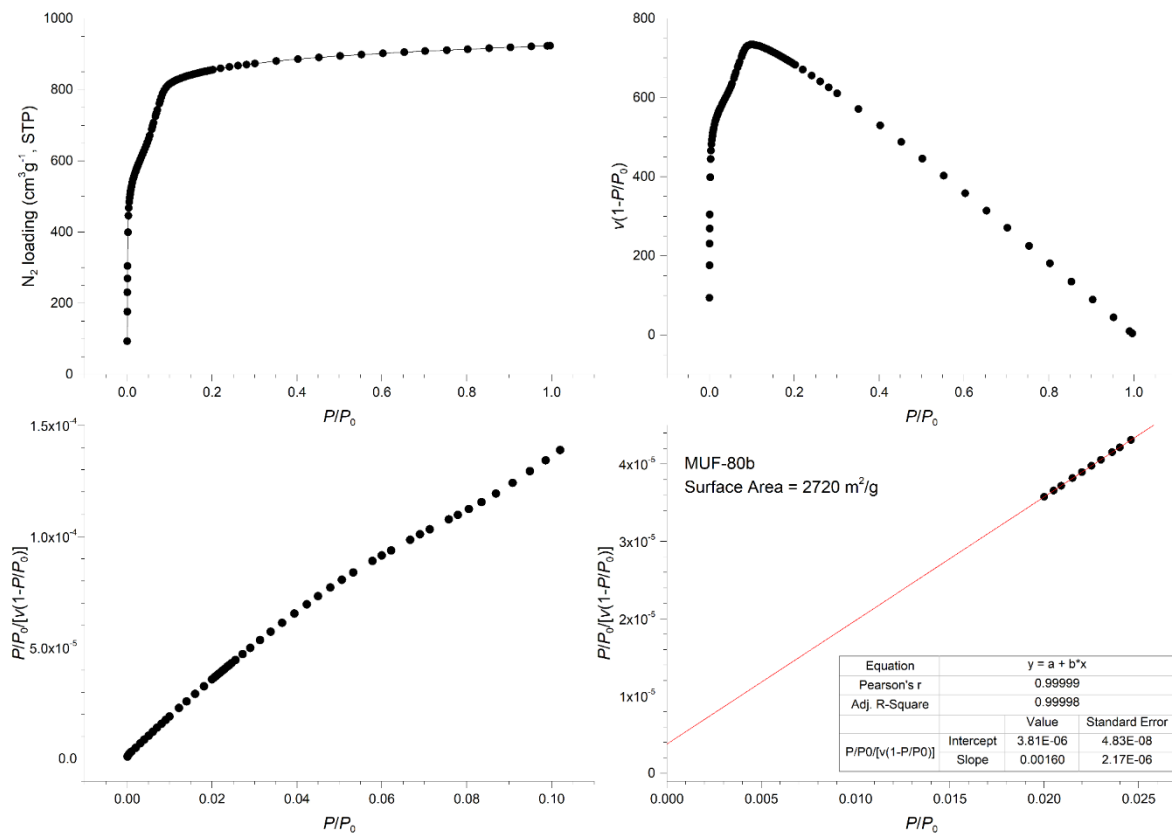 1000
800
600
400
200
0
N₂ loading (cm³g⁻¹, STP)
0.0 0.2 0.4 0.6 0.8 1.0
P/P₀
800
600
400
200
0
v(1-P/P₀)
0.0 0.2 0.4 0.6 0.8 1.0
P/P₀
1.5x10⁻⁴
1.0x10⁻⁴
5.0x10⁻⁵
0.0
P/P₀/[v(1-P/P₀)]
0.00 0.02 0.04 0.06 0.08 0.10
P/P₀
4x10⁻⁵
3x10⁻⁵
2x10⁻⁵
1x10⁻⁵
0
P/P₀/[v(1-P/P₀)]
MUF-80b
Surface Area = 2720 m²/g
Equation y = a + b*x
Pearson's r 0.99999
Adj. R-Square 0.99998
Value Standard Error
P/P0/[v(1-P/P0)] Intercept 3.81E-06 4.83E-08
Slope 0.00160 2.17E-06
0.000 0.005 0.010 0.015 0.020 0.025
P/P₀